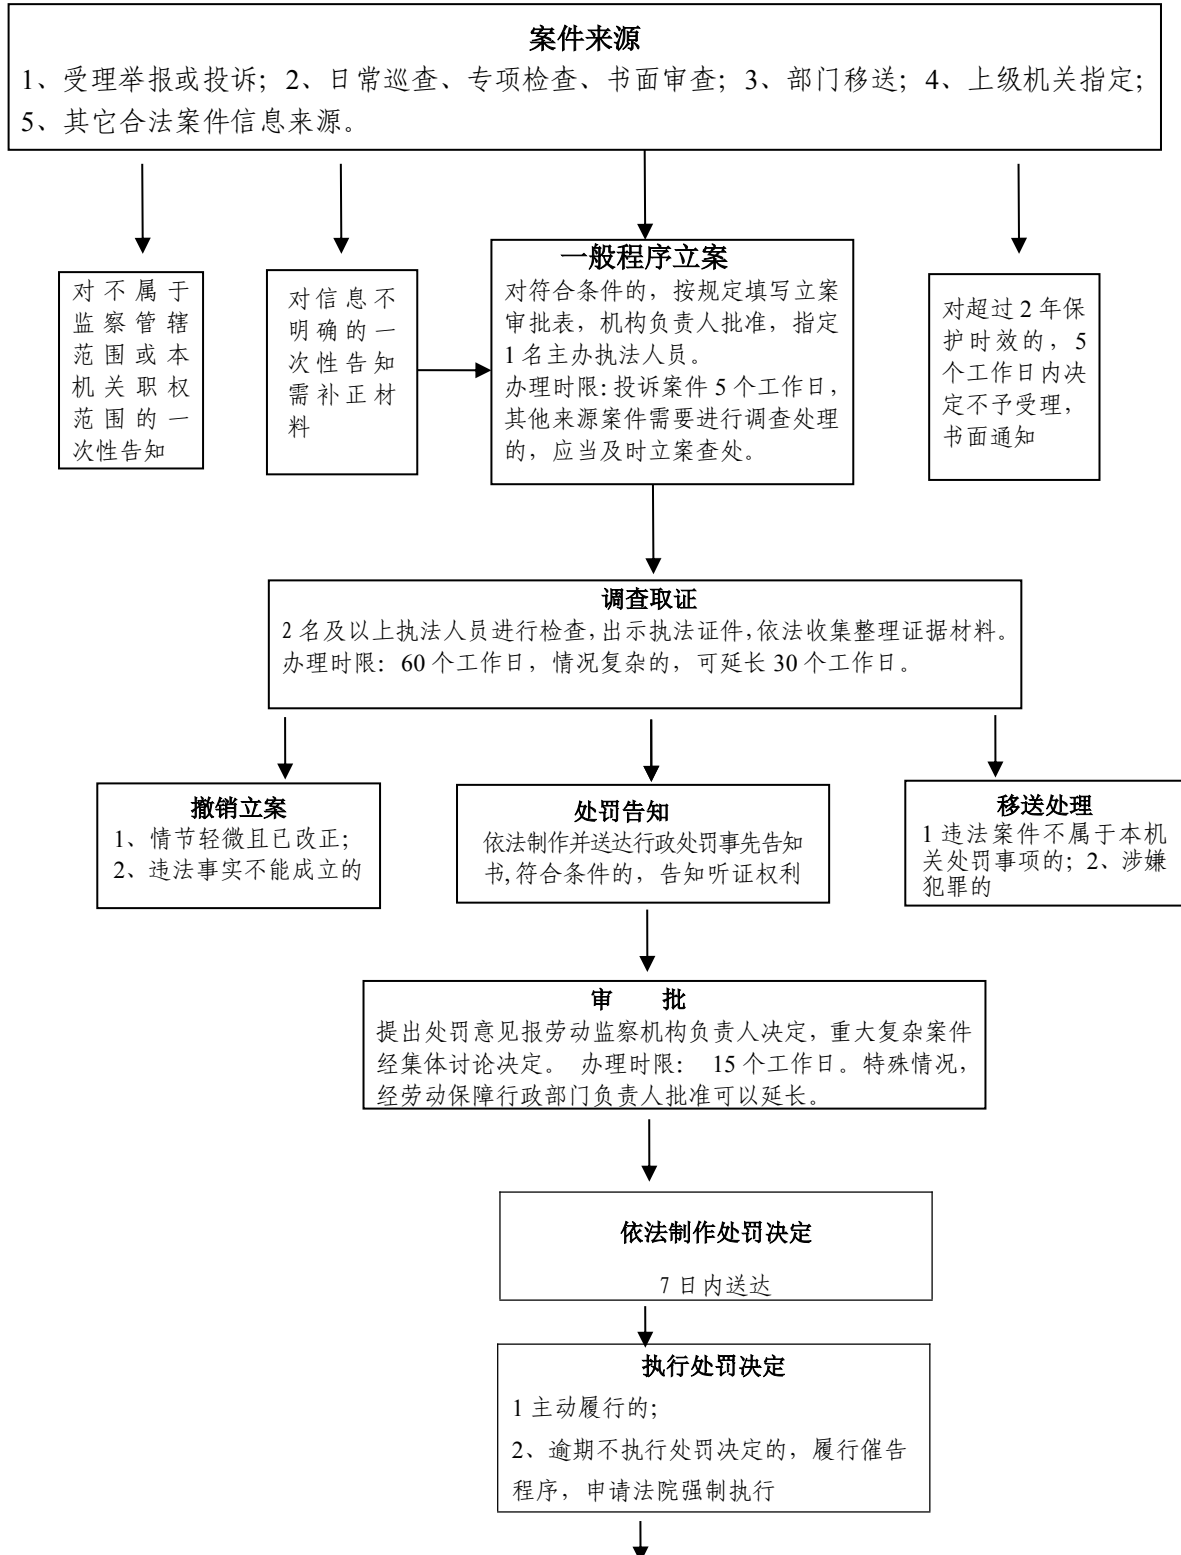 案件来源
1、受理举报或投诉；2、日常巡查、专项检查、书面审查；3、部门移送；4、上级机关指定；
5、其它合法案件信息来源。
对不属于
监察管辖
范围或本
机关职权
范围的一
次性告知
对信息不
明确的一
次性告知
需补正材
料
一般程序立案
对符合条件的，按规定填写立案
审批表，机构负责人批准，指定
1名主办执法人员。
办理时限：投诉案件 5 个工作日，
其他来源案件需要进行调查处理
的，应当及时立案查处。
对超过 2 年保
护时效的，5
个工作日内决
定不予受理，
书面通知
调查取证
2 名及以上执法人员进行检查,出示执法证件,依法收集整理证据材料。
办理时限：60 个工作日，情况复杂的，可延长 30 个工作日。
撤销立案
1、情节轻微且已改正；
2、违法事实不能成立的
处罚告知
依法制作并送达行政处罚事先告知
书,符合条件的，告知听证权利
移送处理
1 违法案件不属于本机
关处罚事项的；2、涉嫌
犯罪的
审 批
提出处罚意见报劳动监察机构负责人决定，重大复杂案件
经集体讨论决定。 办理时限： 15 个工作日。特殊情况，
经劳动保障行政部门负责人批准可以延长。
依法制作处罚决定
7 日内送达
执行处罚决定
1 主动履行的；
2、逾期不执行处罚决定的，履行催告
程序，申请法院强制执行